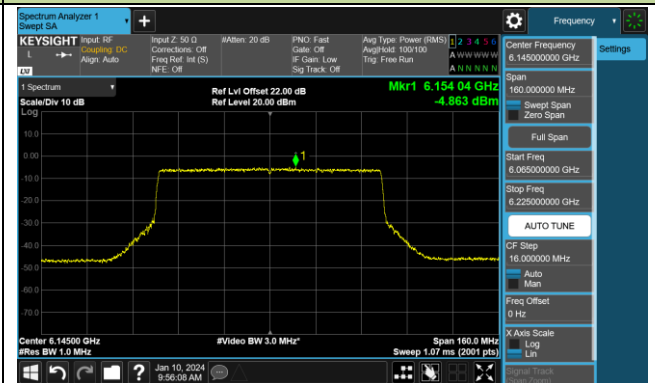 Spectrum Analyzer 1
Swept SA
+
Frequency
KEYSIGHT
L
Input: RF
Coupling: DC
Align: Auto
Input Z: 50 Ω
Corrections: Off
Freq Ref: Int (S)
NFE: Off
#Atten: 20 dB
PNO: Fast
Gate: Off
IF Gain: Low
Sig Track: Off
Avg Type: Power (RMS)
Avg|Hold: 100/100
Trig: Free Run
1 2 3 4 5 6
A W W W W W
A N N N N N
1 Spectrum
Scale/Div 10 dB
Log
Ref Lvl Offset 22.00 dB
Ref Level 20.00 dBm
Mkr1 6.154 04 GHz
-4.863 dBm
1
10.0
0.00
-10.0
-20.0
-30.0
-40.0
-50.0
-60.0
-70.0
Center 6.14500 GHz
#Res BW 1.0 MHz
#Video BW 3.0 MHz*
Span 160.0 MHz
Sweep 1.07 ms (2001 pts)
Jan 10, 2024
9:56:08 AM
Center Frequency
6.145000000 GHz
Settings
Span
160.000000 MHz
Swept Span
Zero Span
Full Span
Start Freq
6.065000000 GHz
Stop Freq
6.225000000 GHz
AUTO TUNE
CF Step
16.000000 MHz
Auto
Man
Freq Offset
0 Hz
X Axis Scale
Log
Lin
Signal Track
(Span Zoom)